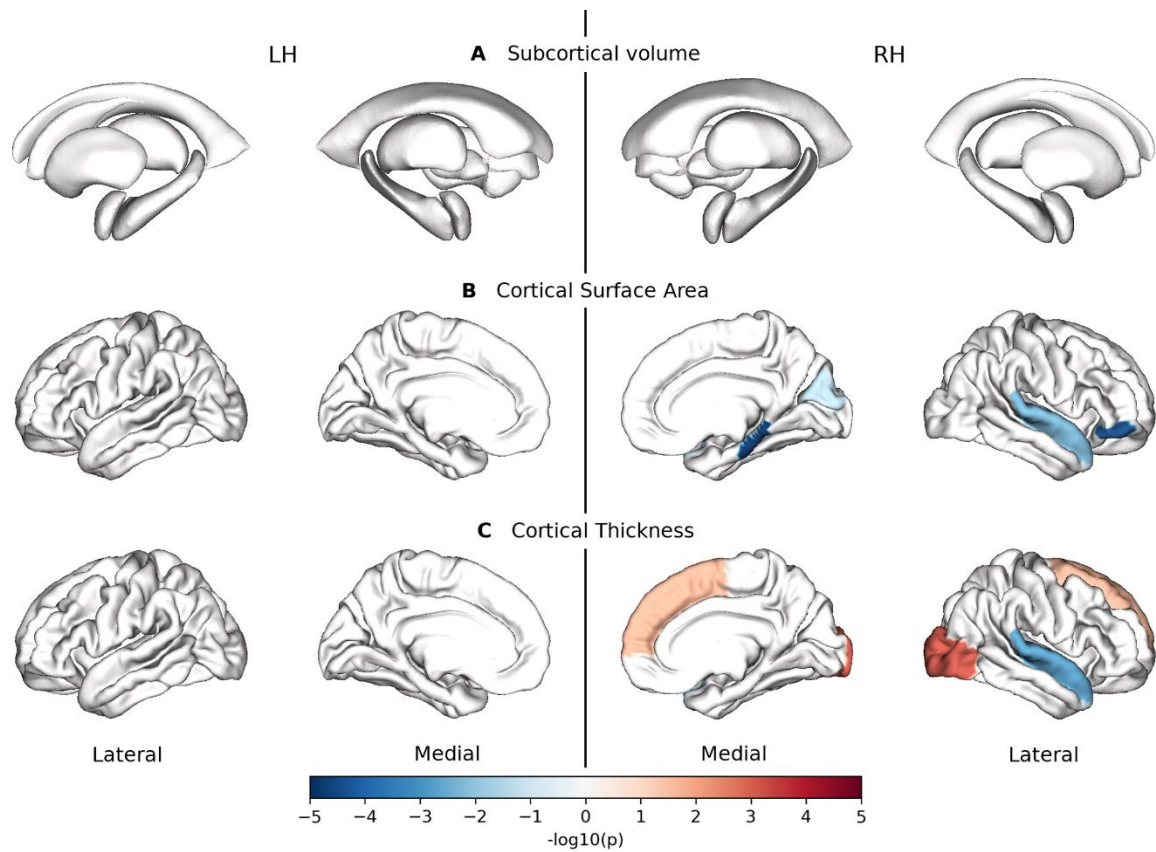 LH
A Subcortical volume
RH
B Cortical Surface Area
C Cortical Thickness
Lateral
Medial
Medial
Lateral
−5 −4 −3 −2 −1 0 1 2 3 4 5
-log10(p)